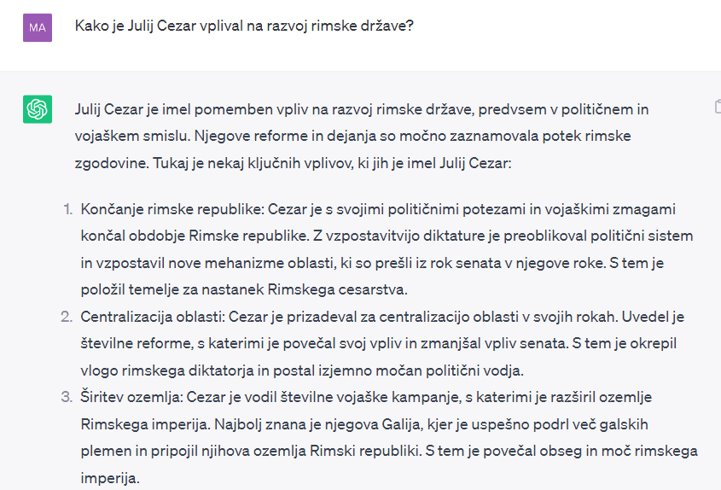 MA
Kako je Julij Cezar vplival na razvoj rimske države?
Julij Cezar je imel pomemben vpliv na razvoj rimske države, predvsem v političnem in
vojaškem smislu. Njegove reforme in dejanja so močno zaznamovala potek rimske
zgodovine. Tukaj je nekaj ključnih vplivov, ki jih je imel Julij Cezar:
1. Končanje rimske republike: Cezar je s svojimi političnimi potezami in vojaškimi zmagami
končal obdobje Rimske republike. Z vzpostavitvijo diktature je preoblikoval politični sistem
in vzpostavil nove mehanizme oblasti, ki so prešli iz rok senata v njegove roke. S tem je
položil temelje za nastanek Rimskega cesarstva.
2. Centralizacija oblasti: Cezar je prizadeval za centralizacijo oblasti v svojih rokah. Uvedel je
številne reforme, s katerimi je povečal svoj vpliv in zmanjšal vpliv senata. S tem je okrepil
vlogo rimskega diktatorja in postal izjemno močan politični vodja.
3. Širitev ozemlja: Cezar je vodil številne vojaške kampanje, s katerimi je razširil ozemlje
Rimskega imperija. Najbolj znana je njegova Galija, kjer je uspešno podrl več galskih
plemen in pripojil njihova ozemlja Rimski republiki. S tem je povečal obseg in moč rimskega
imperija.